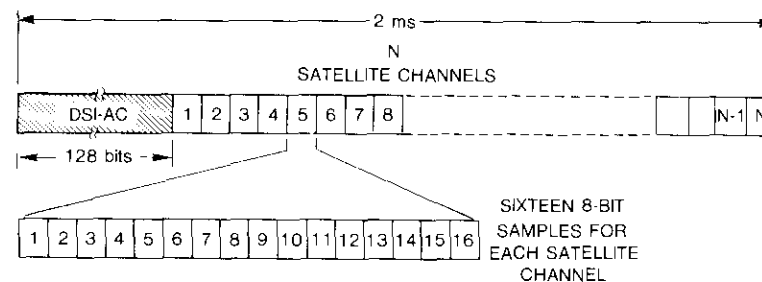 2 ms
N
SATELLITE CHANNELS
DSI-AC 1 2 3 4 5 6 7 8 N-1 N
128 bits
1 2 3 4 5 6 7 8 9 10 11 12 13 14 15 16
SIXTEEN 8-BIT
SAMPLES FOR
EACH SATELLITE
CHANNEL